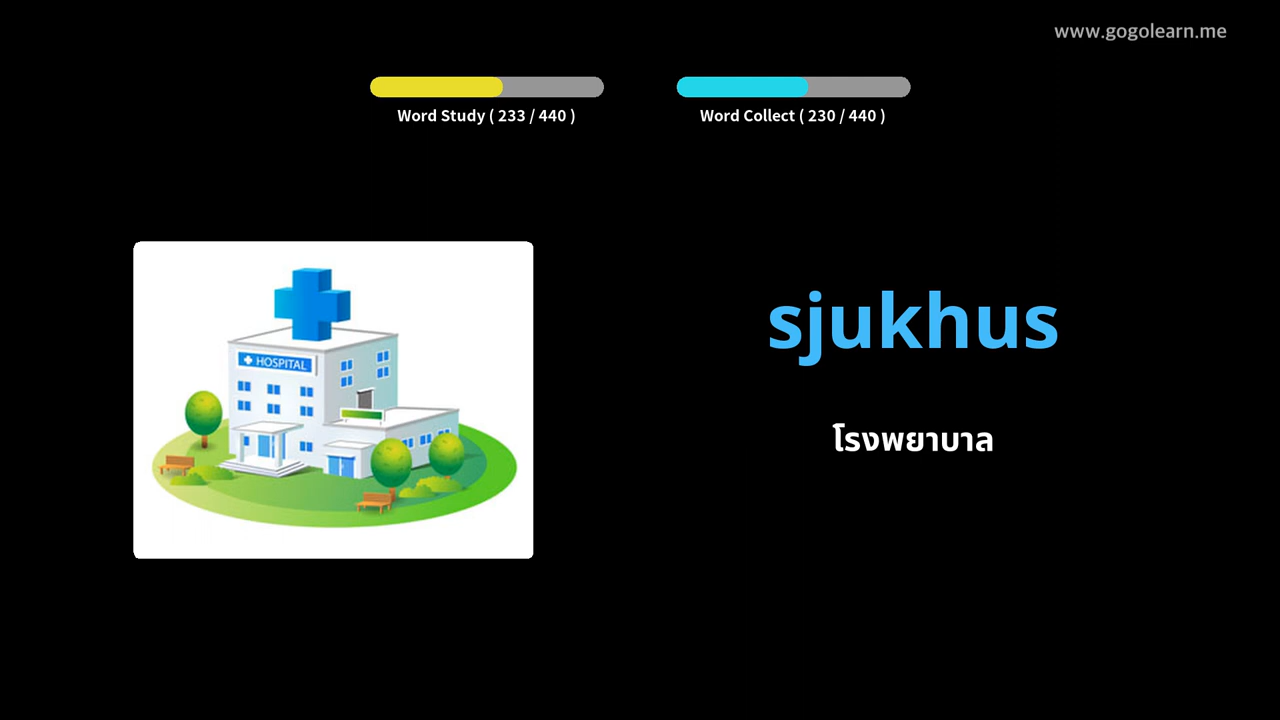 www.gogolearn.me
Word Study ( 233 / 440 )
Word Collect ( 230 / 440 )
HOSPITAL
sjukhus
โรงพยาบาล